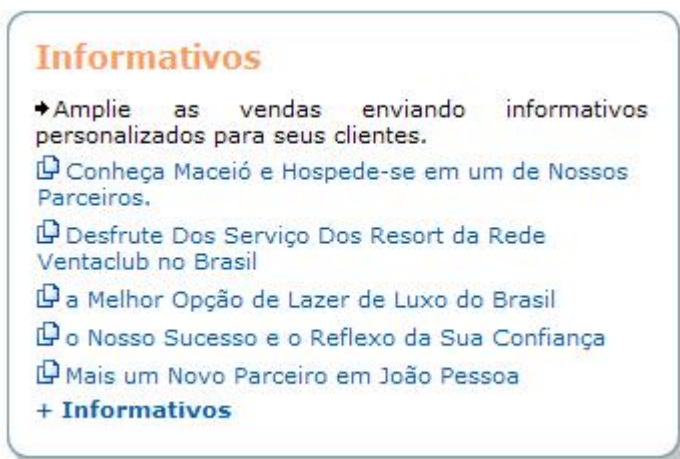 Informativos
Amplie as vendas enviando informativos
personalizados para seus clientes.
Conheça Maceió e Hospede-se em um de Nossos
Parceiros.
Desfrute Dos Serviço Dos Resort da Rede
Ventaclub no Brasil
a Melhor Opção de Lazer de Luxo do Brasil
o Nosso Sucesso e o Reflexo da Sua Confiança
Mais um Novo Parceiro em João Pessoa
+ Informativos